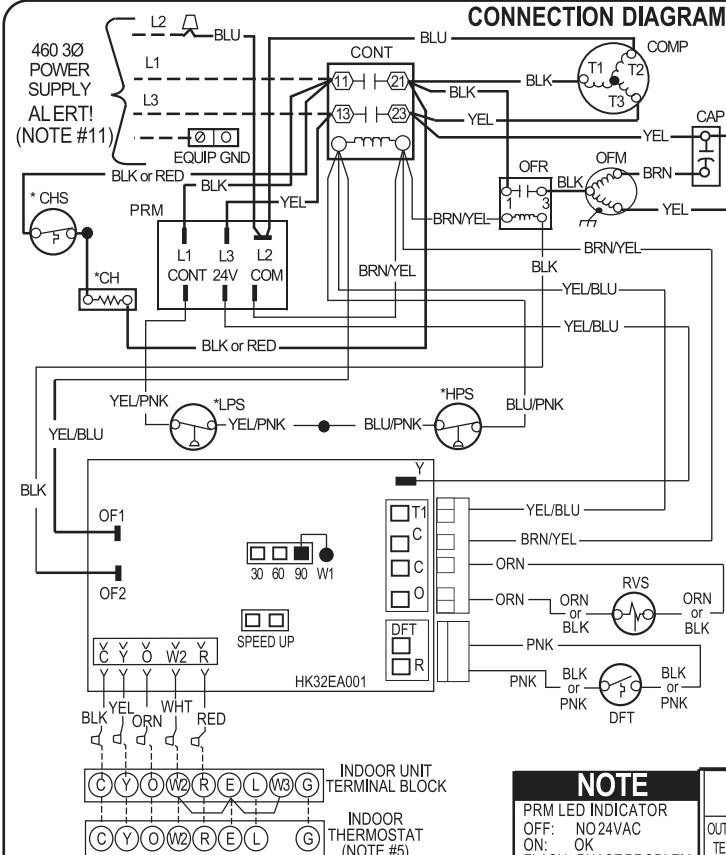 CONNECTION DIAGRAM
L2
BLU
BLU
460 3Ø
POWER
SUPPLY
ALERT!
(NOTE #11)
L1
L3
EQUIP GND
CONT
11
21
13
23
BLK
BLK
YEL
YEL
COMP
T1
T2
T3
CAP
BLK or RED
BLK
YEL
* CHS
PRM
L1
L3
L2
CONT
24V
COM
*CH
BLK or RED
OFR
1
3
BLK
OFM
BRN
YEL
BRN/YEL
BRN/YEL
BRN/YEL
BLK
YEL/BLU
YEL/BLU
YEL/PNK
*LPS
YEL/PNK
BLU/PNK
*HPS
BLU/PNK
YEL/BLU
BLK
OF1
OF2
30 60 90 W1
SPEED UP
Y
T1
C
C
O
DFT
R
YEL/BLU
BRN/YEL
ORN
ORN
ORN
or
BLK
RVS
ORN
or
BLK
PNK
PNK
BLK
or
PNK
DFT
BLK
or
PNK
C Y O W2 R
HK32EA001
BLK
YEL
ORN
WHT
RED
C Y O W2 R E L W3 G
INDOOR UNIT
TERMINAL BLOCK
C Y O W2 R E L G
INDOOR
THERMOSTAT
(NOTE #5)
NOTE
PRM LED INDICATOR
OFF: NO 24VAC
ON: OK